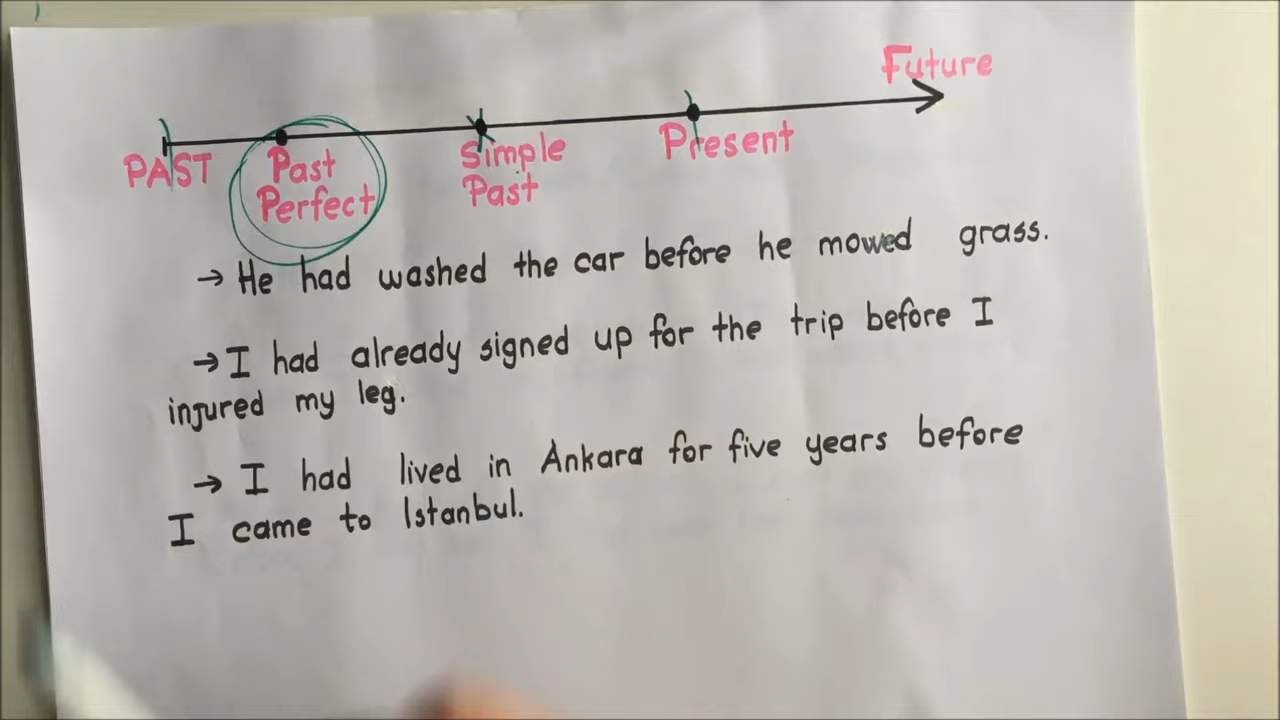 Future
PAST
Past
Perfect
Simple
Past
Present
→ He had washed the car before he mowed grass.
→ I had already signed up for the trip before I
injured my leg.
→ I had lived in Ankara for five years before
I came to Istanbul.